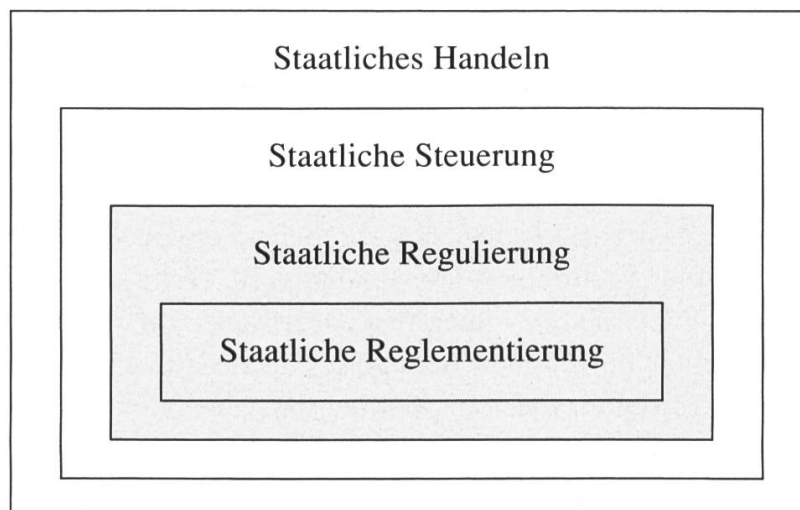 Staatliches Handeln
Staatliche Steuerung
Staatliche Regulierung
Staatliche Reglementierung